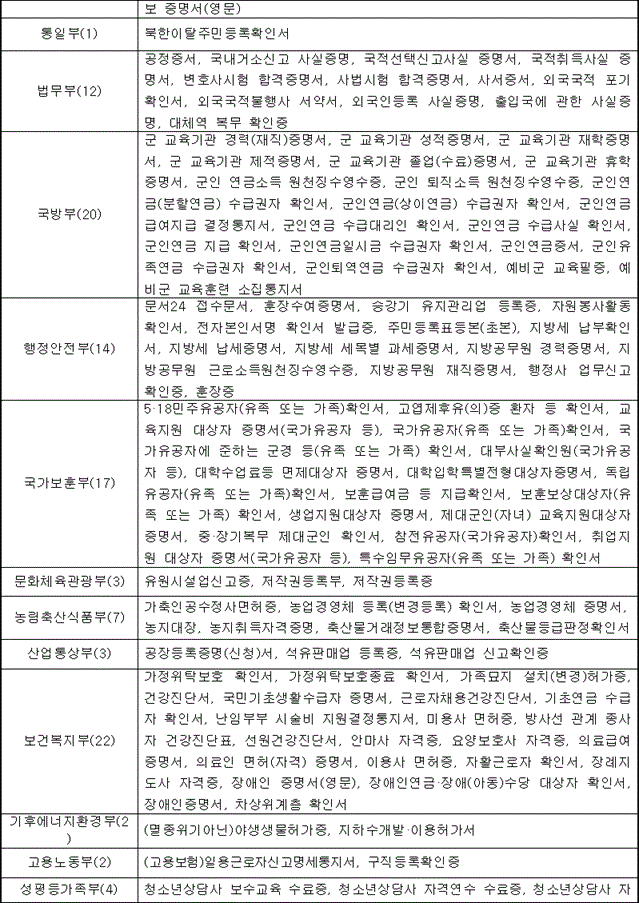 보 증명서(영문)
통일부(1)
북한이탈주민등록확인서
법무부(12)
공정증서, 국내거소신고 사실증명, 국적선택신고사실 증명서, 국적취득사실 증
명서, 변호사시험 합격증명서, 사법시험 합격증명서, 사서증서, 외국국적 포기
확인서, 외국국적불행사 서약서, 외국인등록 사실증명, 출입국에 관한 사실증
명, 대체역 복무 확인증
국방부(20)
군 교육기관 경력(재직)증명서, 군 교육기관 성적증명서, 군 교육기관 재학증명
서, 군 교육기관 제적증명서, 군 교육기관 졸업(수료)증명서, 군 교육기관 휴학
증명서, 군인 연금소득 원천징수영수증, 군인 퇴직소득 원천징수영수증, 군인연
금(분할연금) 수급권자 확인서, 군인연금(상이연금) 수급권자 확인서, 군인연금
급여지급 결정통지서, 군인연금 수급대리인 확인서, 군인연금 수급사실 확인서,
군인연금 지급 확인서, 군인연금일시금 수급권자 확인서, 군인연금증서, 군인유
족연금 수급권자 확인서, 군인퇴역연금 수급권자 확인서, 예비군 교육필증, 예
비군 교육훈련 소집통지서
행정안전부(14)
문서24 접수문서, 훈장수여증명서, 승강기 유지관리업 등록증, 자원봉사활동
확인서, 전자본인서명 확인서 발급증, 주민등록표등본(초본), 지방세 납부확인
서, 지방세 납세증명서, 지방세 세목별 과세증명서, 지방공무원 경력증명서, 지
방공무원 근로소득원천징수영수증, 지방공무원 재직증명서, 행정사 업무신고
확인증, 훈장증
국가보훈부(17)
5·18민주유공자(유족 또는 가족)확인서, 고엽제후유(의)증 환자 등 확인서, 교
육지원 대상자 증명서(국가유공자 등), 국가유공자(유족 또는 가족)확인서, 국
가유공자에 준하는 군경 등(유족 또는 가족) 확인서, 대부사실확인원(국가유공
자 등), 대학수업료등 면제대상자 증명서, 대학입학특별전형대상자증명서, 독립
유공자(유족 또는 가족)확인서, 보훈급여금 등 지급확인서, 보훈보상대상자(유
족 또는 가족) 확인서, 생업지원대상자 증명서, 제대군인(자녀) 교육지원대상자
증명서, 중·장기복무 제대군인 확인서, 참전유공자(국가유공자)확인서, 취업지
원 대상자 증명서(국가유공자 등), 특수임무유공자(유족 또는 가족) 확인서
문화체육관광부(3)
유원시설업신고증, 저작권등록부, 저작권등록증
농림축산식품부(7)
가축인공수정사면허증, 농업경영체 등록(변경등록) 확인서, 농업경영체 증명서,
농지대장, 농지취득자격증명, 축산물거래정보통합증명서, 축산물등급판정확인서
산업통상부(3)
공장등록증명(신청)서, 석유판매업 등록증, 석유판매업 신고확인증
보건복지부(22)
가정위탁보호 확인서, 가정위탁보호종료 확인서, 가족묘지 설치(변경)허가증,
건강진단서, 국민기초생활수급자 증명서, 근로자채용건강진단서, 기초연금 수급
자 확인서, 난임부부 시술비 지원결정통지서, 미용사 면허증, 방사선 관계 종사
자 건강진단표, 선원건강진단서, 안마사 자격증, 요양보호사 자격증, 의료급여
증명서, 의료인 면허(자격) 증명서, 이용사 면허증, 자활근로자 확인서, 장례지
도사 자격증, 장애인 증명서(영문), 장애인연금·장애(아동)수당 대상자 확인서,
장애인증명서, 차상위계층 확인서
기후에너지환경부(2
)
(멸종위기아닌)야생생물허가증, 지하수개발·이용허가서
고용노동부(2)
(고용보험)일용근로자신고명세통지서, 구직등록확인증
성평등가족부(4)
청소년상담사 보수교육 수료증, 청소년상담사 자격연수 수료증, 청소년상담사 자